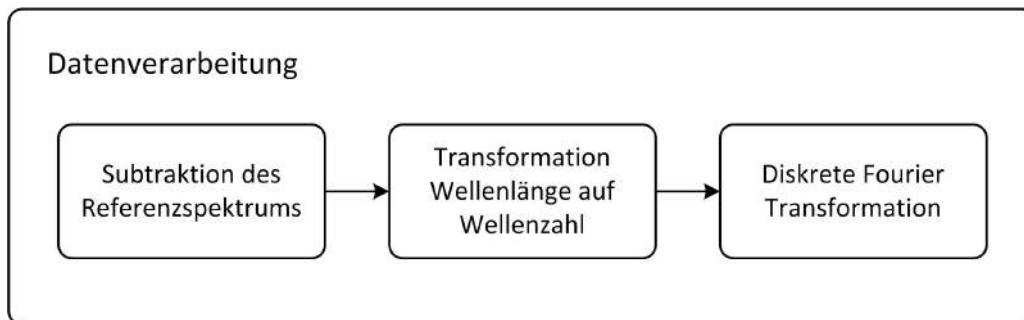 Datenverarbeitung
Subtraktion des
Referenzspektrums
Transformation
Wellenlänge auf
Wellenzahl
Diskrete Fourier
Transformation